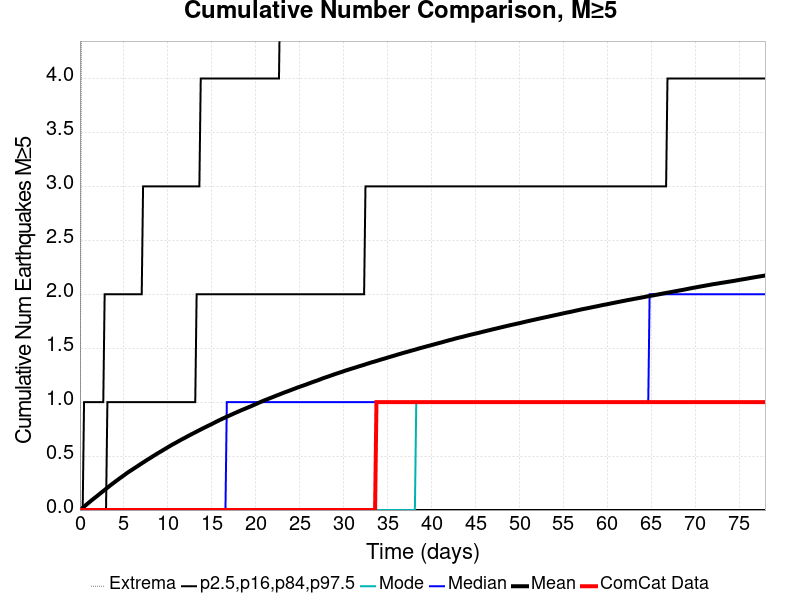 Cumulative Number Comparison, M≥5
Cumulative Num Earthquakes M≥5
4.0
3.5
3.0
2.5
2.0
1.5
1.0
0.5
0.0
0 5 10 15 20 25 30 35 40 45 50 55 60 65 70 75
Time (days)
Extrema p2.5,p16,p84,p97.5 Mode Median Mean ComCat Data